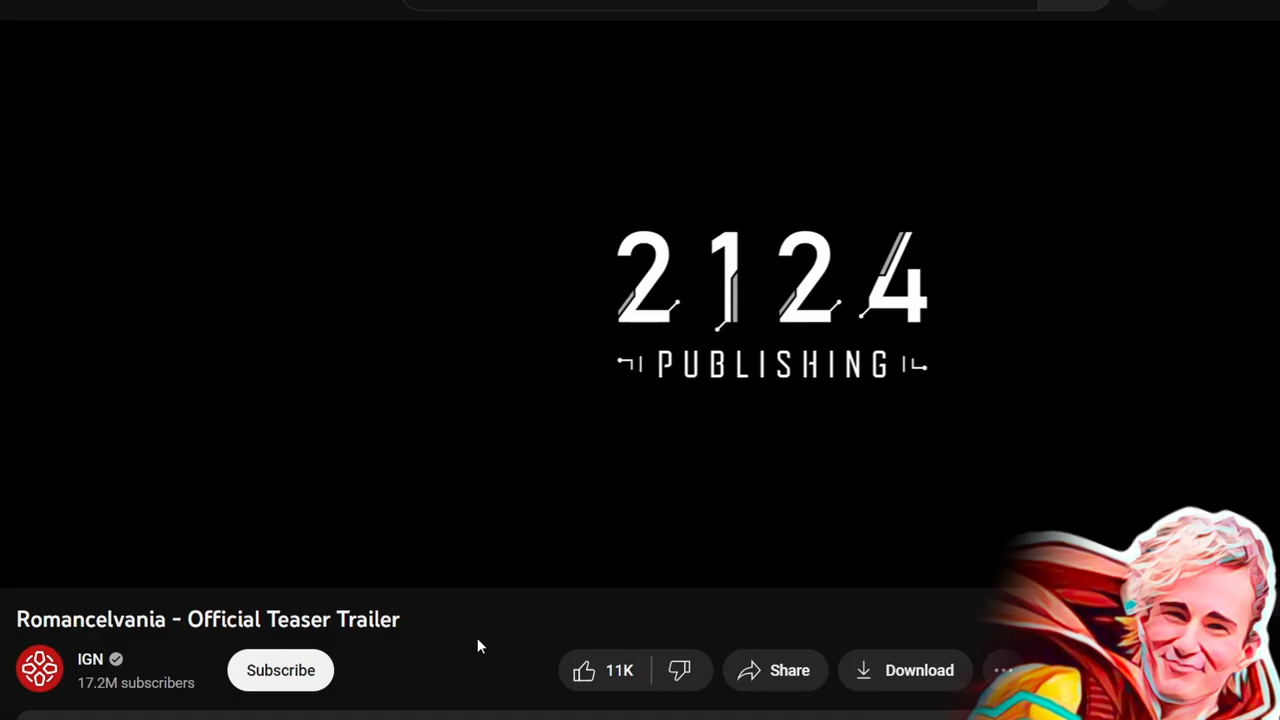 2124
PUBLISHING
Romancelvania - Official Teaser Trailer
IGN
17.2M subscribers
Subscribe
11K
Share
Download